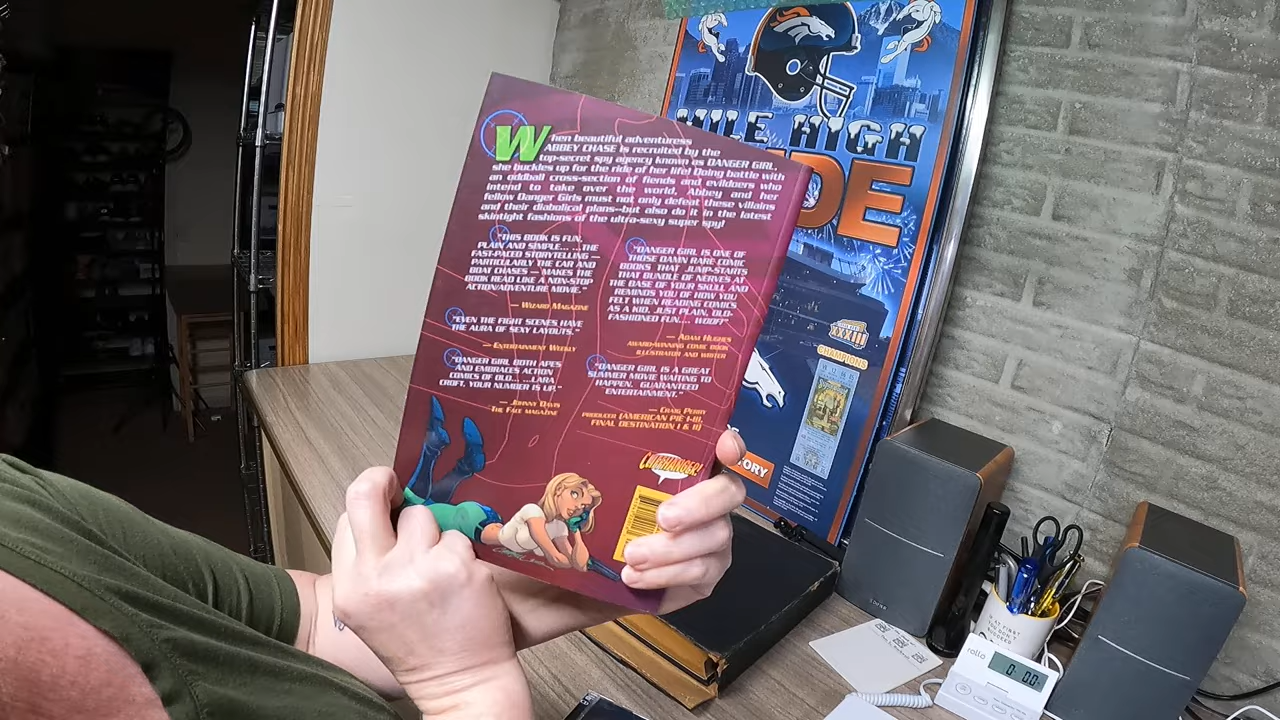 When beautiful adventuress
ABBEY CHASE is recruited by the
top-secret spy agency known as DANGER GIRL,
she buckles up for the ride of her life! Doing battle with
an oddball cross-section of fiends and evildoers who
intend to take over the world, Abbey and her
fellow Danger Girls must not only defeat these villains
and their diabolical plans--but also do it in the latest
skintight fashions of the ultra-sexy super spy!
"THIS BOOK IS FUN,
PLAIN AND SIMPLE... ...THE
FAST-PACED STORYTELLING —
PARTICULARLY THE CAR AND
BOAT CHASES — MAKES THE
BOOK READ LIKE A NON-STOP
ACTION/ADVENTURE MOVIE."
— WIZARD MAGAZINE
"EVEN THE FIGHT SCENES HAVE
THE AURA OF SEXY LAYOUTS."
— ENTERTAINMENT WEEKLY
"DANGER GIRL BOTH APES
AND EMBRACES ACTION
COMICS OF OLD... ...LARA
CROFT, YOUR NUMBER IS UP."
— JOHNNY DAVIS
THE FACE MAGAZINE
"DANGER GIRL IS ONE OF
THOSE DAMN RARE COMIC
BOOKS THAT JUMP-STARTS
THAT BUNDLE OF NERVES AT
THE BASE OF YOUR SKULL AND
REMINDS YOU OF HOW YOU
FELT WHEN READING COMICS
AS A KID. JUST PLAIN, OLD-
FASHIONED FUN.... WOOF!"
— ADAM HUGHES
AWARD-WINNING COMIC BOOK
ILLUSTRATOR AND WRITER
"DANGER GIRL IS A GREAT
SUMMER MOVIE WAITING TO
HAPPEN. GUARANTEED
ENTERTAINMENT."
— CRAIG PERRY
PRODUCER (AMERICAN PIE I-III,
FINAL DESTINATION I & II)
CLIFFHANGER!
MILE HIGH
XXXIII
CHAMPIONS
rollo